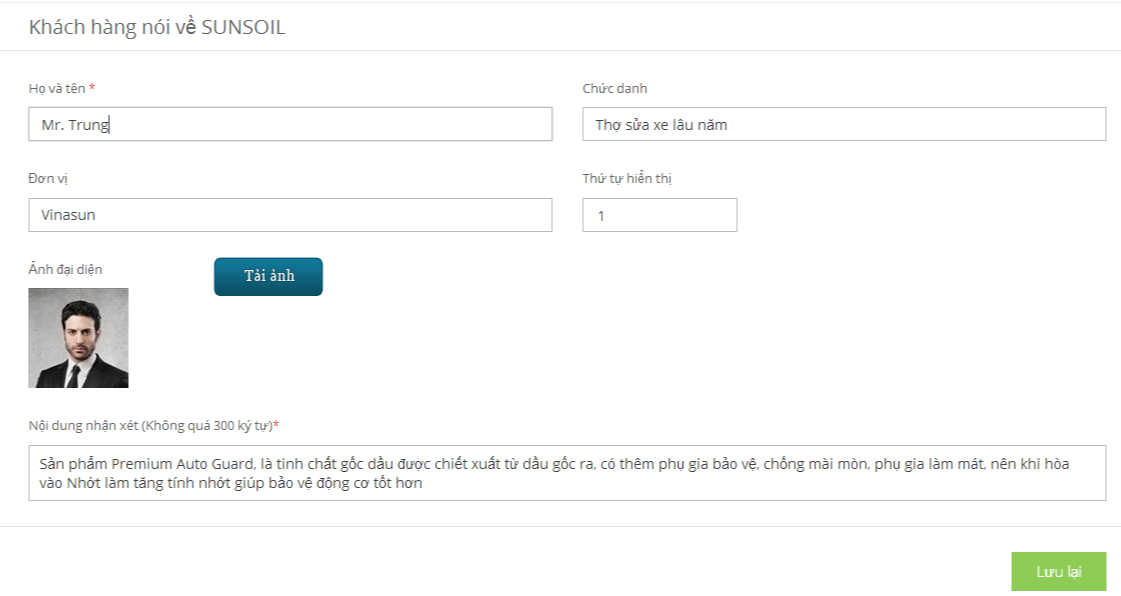 Khách hàng nói về SUNSOIL
Họ và tên *
Chức danh
Mr. Trung
Thợ sửa xe lâu năm
Đơn vị
Thứ tự hiển thị
Vinasun
1
Ảnh đại diện
Tải ảnh
Nội dung nhận xét (Không quá 300 ký tự)*
Sản phẩm Premium Auto Guard, là tinh chất gốc dầu được chiết xuất từ dầu gốc ra, có thêm phụ gia bảo vệ, chống mài mòn, phụ gia làm mát, nên khi hòa
vào Nhớt làm tăng tính nhớt giúp bảo vệ động cơ tốt hơn
Lưu lại